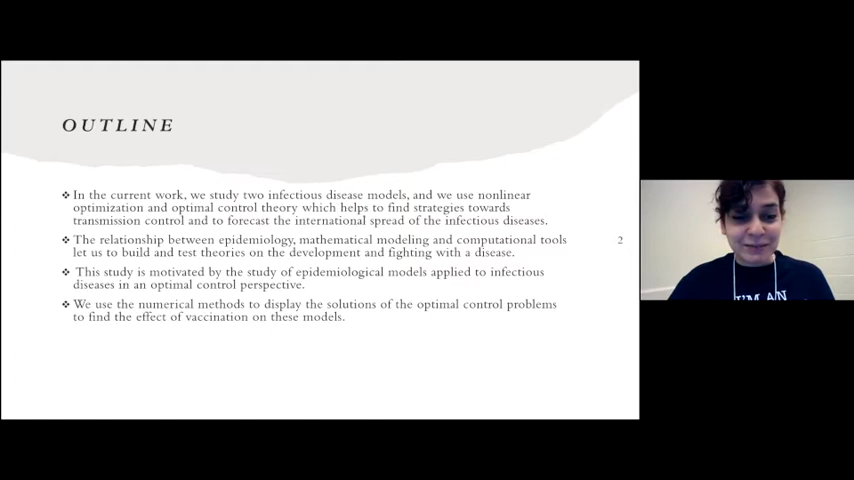 OUTLINE
❖ In the current work, we study two infectious disease models, and we use nonlinear
optimization and optimal control theory which helps to find strategies towards
transmission control and to forecast the international spread of the infectious diseases.
❖ The relationship between epidemiology, mathematical modeling and computational tools
let us to build and test theories on the development and fighting with a disease.
❖ This study is motivated by the study of epidemiological models applied to infectious
diseases in an optimal control perspective.
❖ We use the numerical methods to display the solutions of the optimal control problems
to find the effect of vaccination on these models.
2